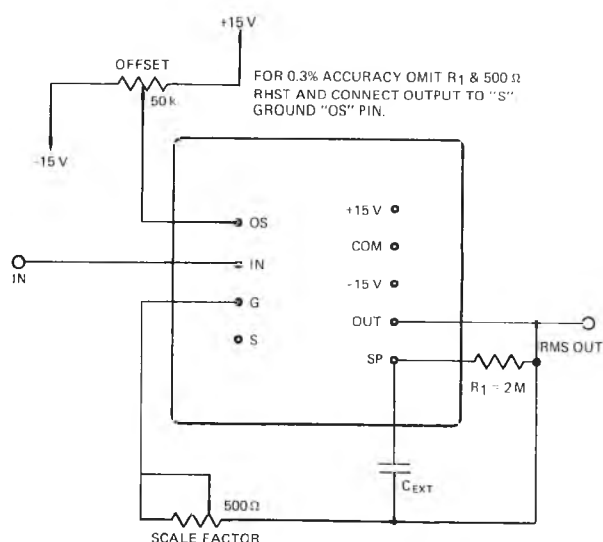 +15 V
OFFSET
50 k
-15 V
FOR 0.3% ACCURACY OMIT R1 & 500 Ω
RHST AND CONNECT OUTPUT TO "S".
GROUND "OS" PIN.
OS
+15 V
IN
COM
IN
G
-15 V
S
OUT
RMS OUT
SP
R1 = 2 M
CEXT
500 Ω
SCALE FACTOR